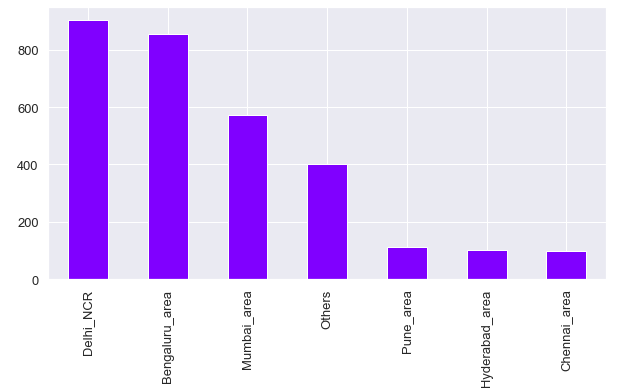 800
600
400
200
0
Delhi_NCR
Bengaluru_area
Mumbai_area
Others
Pune_area
Hyderabad_area
Chennai_area